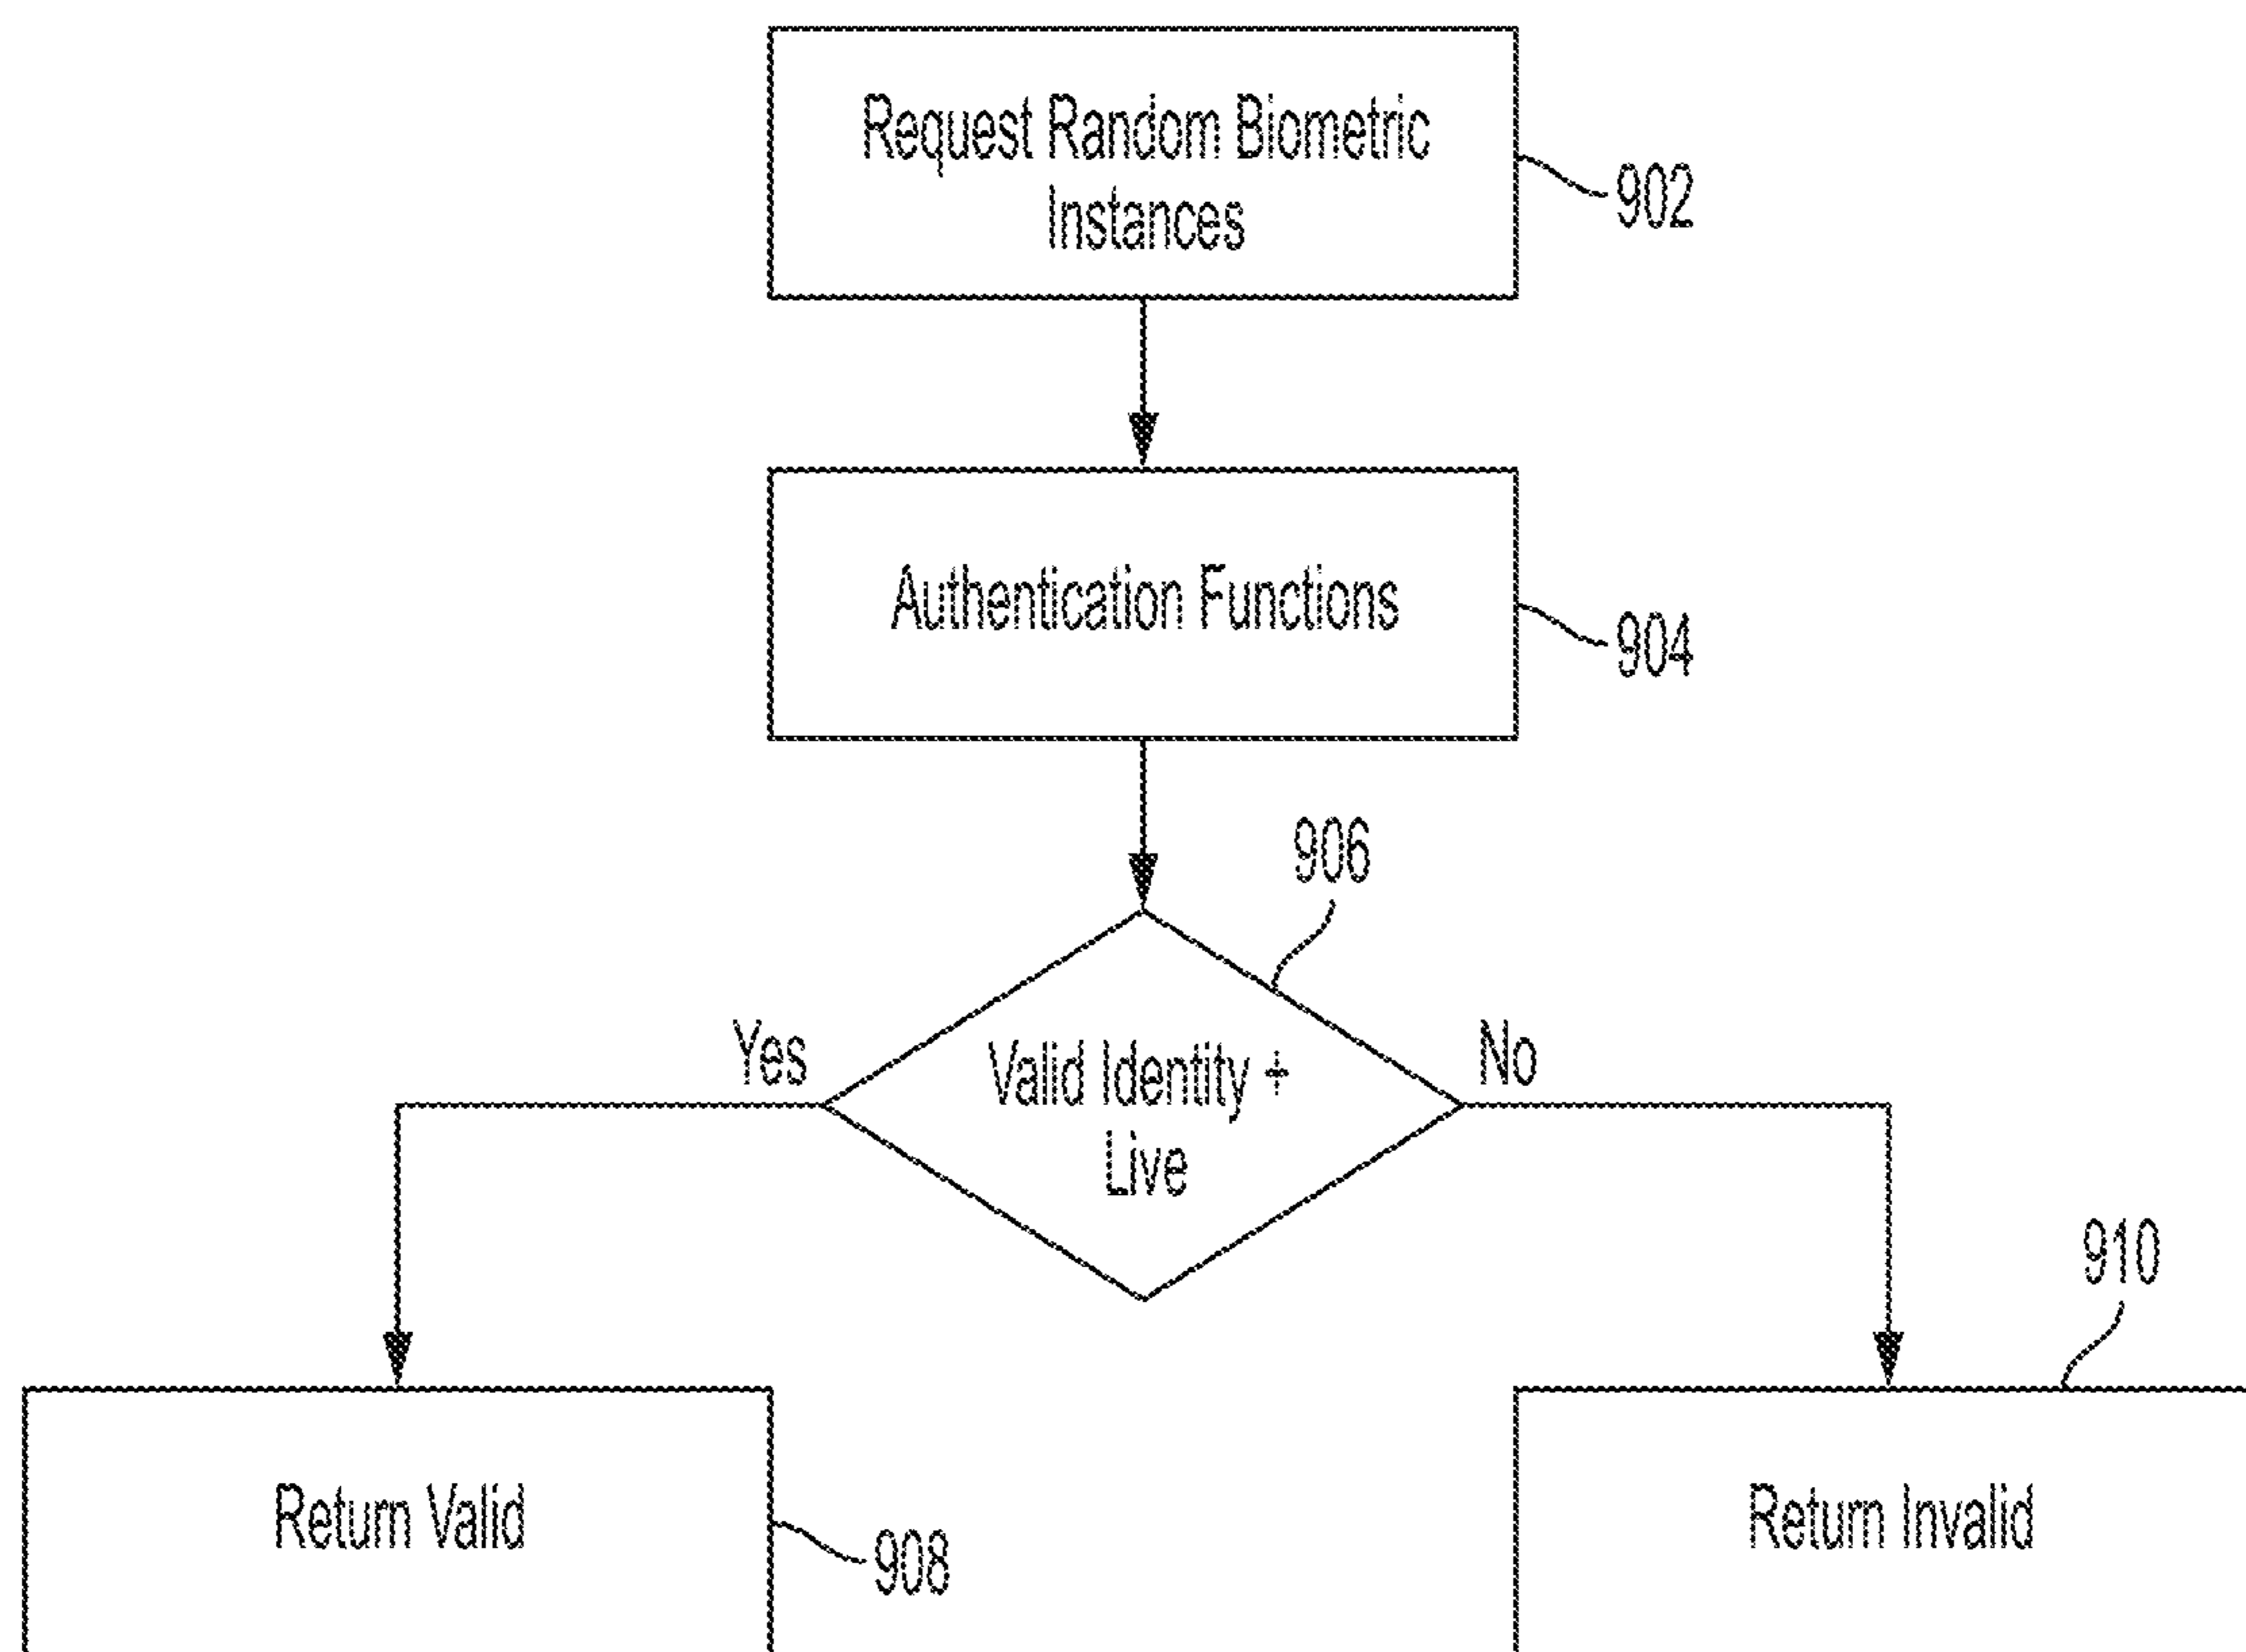 Request Random Biometric
Instances
902
Authentication Functions
904
906
Yes
Valid Identity +
Live
No
910
Return Valid
908
Return Invalid